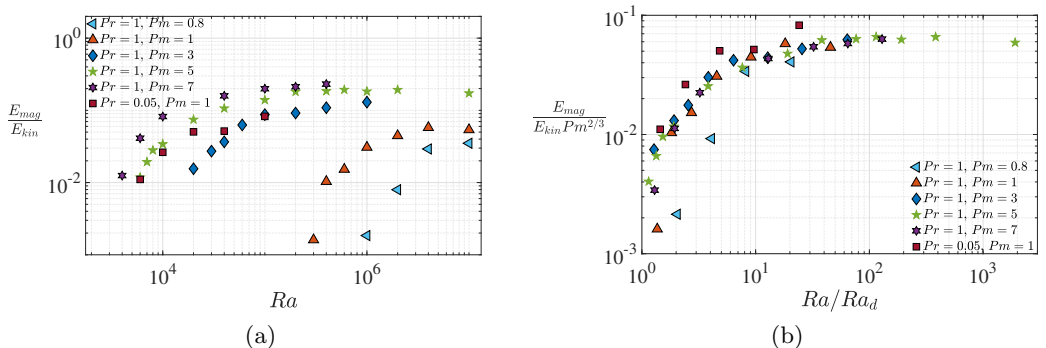 10^0
10^-2
E_mag / E_kin
Pr = 1, Pm = 0.8
Pr = 1, Pm = 1
Pr = 1, Pm = 3
Pr = 1, Pm = 5
Pr = 1, Pm = 7
Pr = 0.05, Pm = 1
10^4
10^6
Ra
(a)
10^-1
10^-2
10^-3
E_mag / E_kin Pm^2/3
Pr = 1, Pm = 0.8
Pr = 1, Pm = 1
Pr = 1, Pm = 3
Pr = 1, Pm = 5
Pr = 1, Pm = 7
Pr = 0.05, Pm = 1
10^0
10^1
10^2
10^3
Ra/Ra_d
(b)